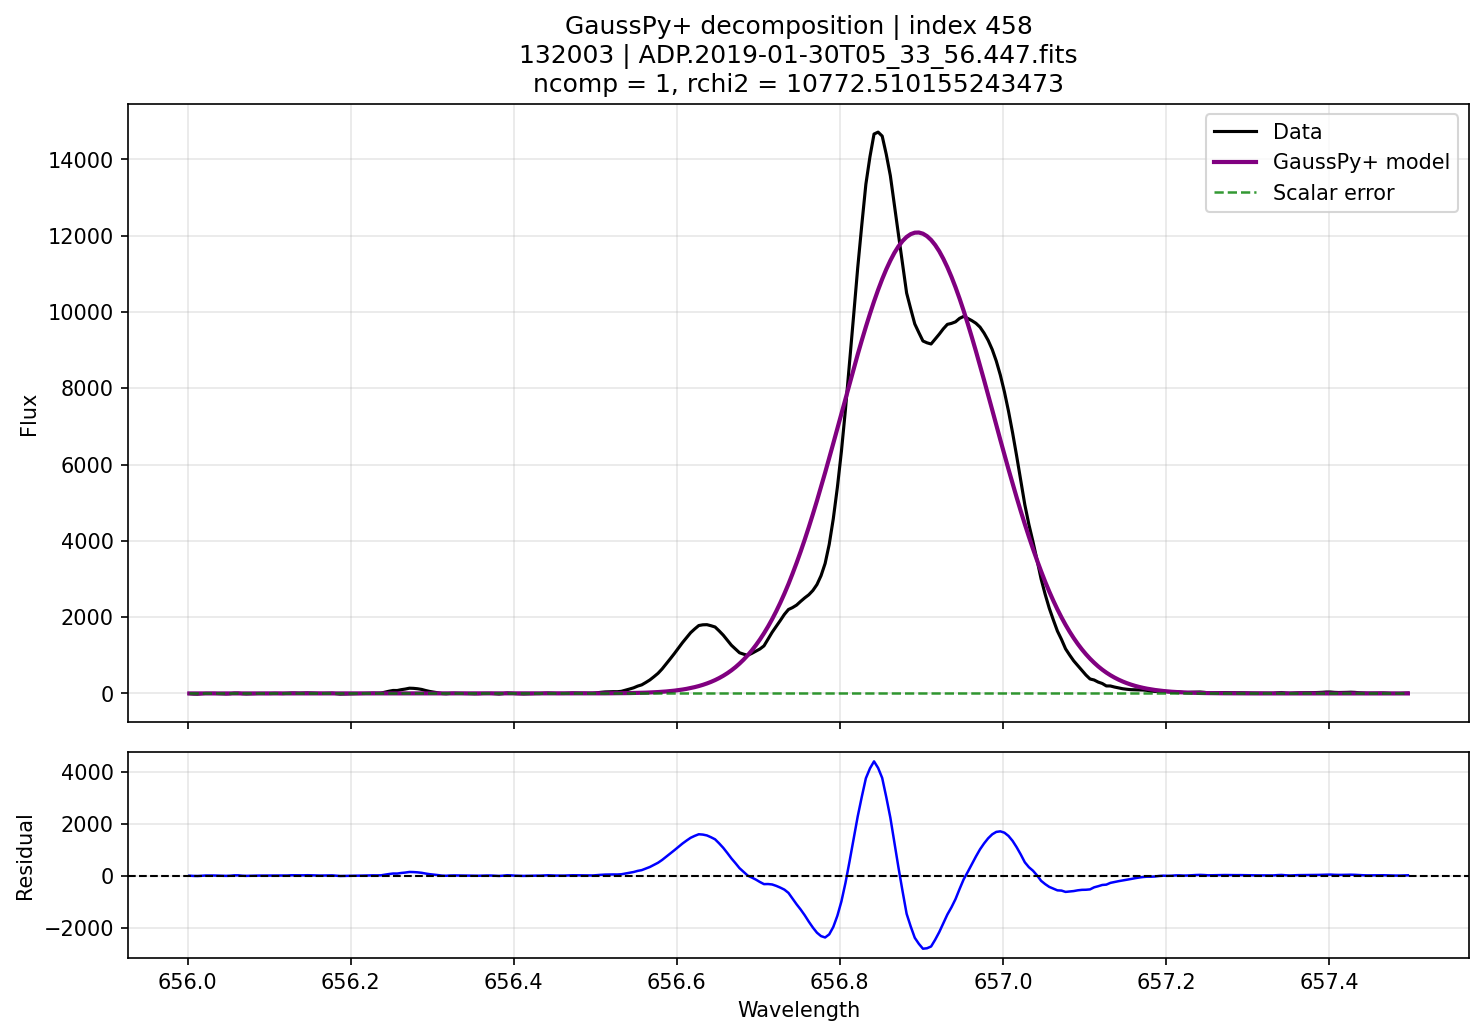 GaussPy+ decomposition | index 458
132003 | ADP.2019-01-30T05_33_56.447.fits
ncomp = 1, rchi2 = 10772.510155243473
Data
GaussPy+ model
Scalar error
14000
12000
10000
8000
6000
4000
2000
0
Flux
4000
2000
0
−2000
Residual
656.0
656.2
656.4
656.6
656.8
657.0
657.2
657.4
Wavelength